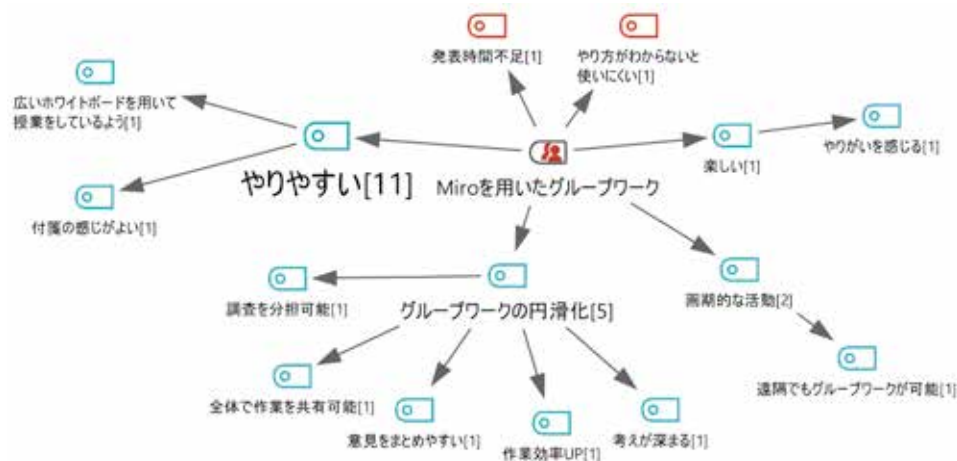 発表時間不足[1]
やり方がわからないと
使いにくい[1]
広いホワイトボードを用いて
授業をしているよう[1]
やりがいを感じる[1]
楽しい[1]
やりやすい[11]
Miroを用いたグループワーク
付箋の感じがよい[1]
調査を分担可能[1]
グループワークの円滑化[5]
画期的な活動[2]
遠隔でもグループワークが可能[1]
全体で作業を共有可能[1]
意見をまとめやすい[1]
作業効率UP[1]
考えが深まる[1]